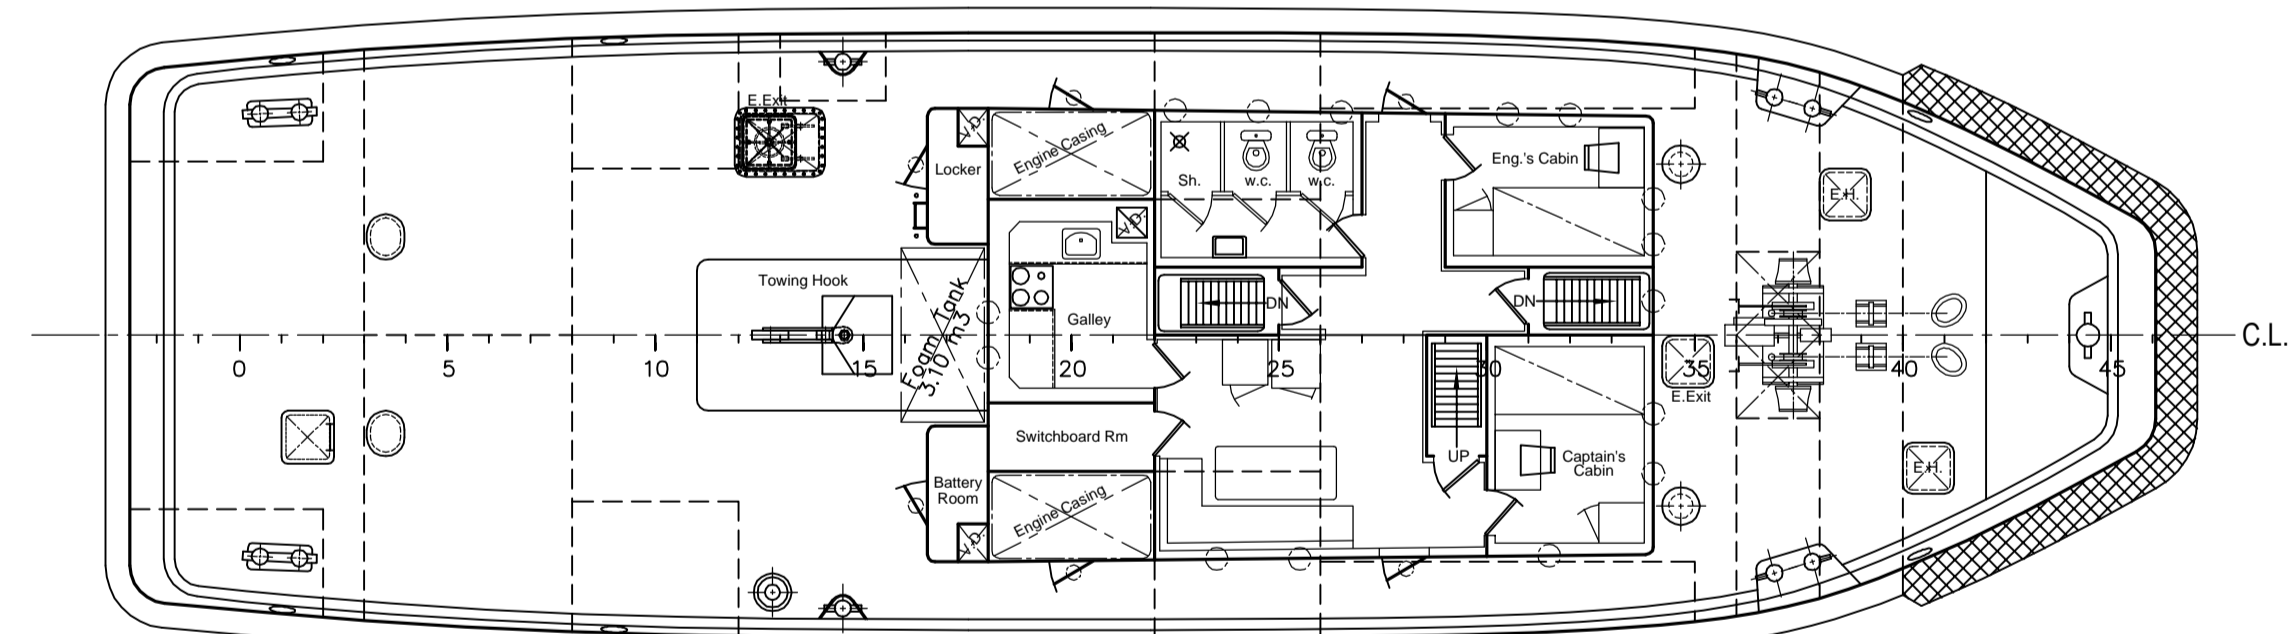 E.Exit
Engine Casing
V.D.
Locker
Sh.
w.c.
w.c.
Eng.'s Cabin
E.H.
V.D.
Towing Hook
Foam Tank
3.10 m3
Galley
DN
DN
C.L.
0
5
10
15
20
25
30
35
40
45
E.Exit
Switchboard Rm
UP
Captain's
Cabin
E.H.
Battery
Room
Engine Casing
V.D.